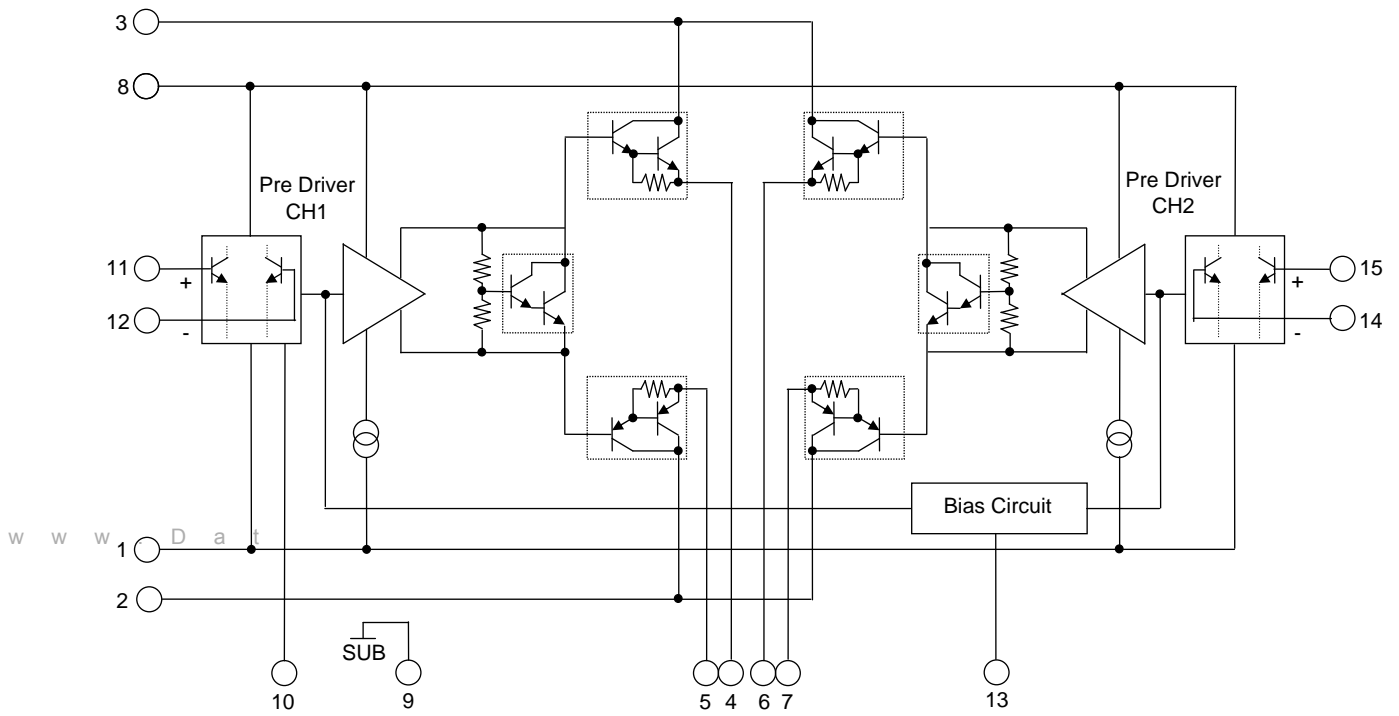 3
8
Pre Driver
CH1
Pre Driver
CH2
11
+
12
-
15
+
14
-
Bias Circuit
w w w . D a t
1
2
SUB
10
9
5 4 6 7
13